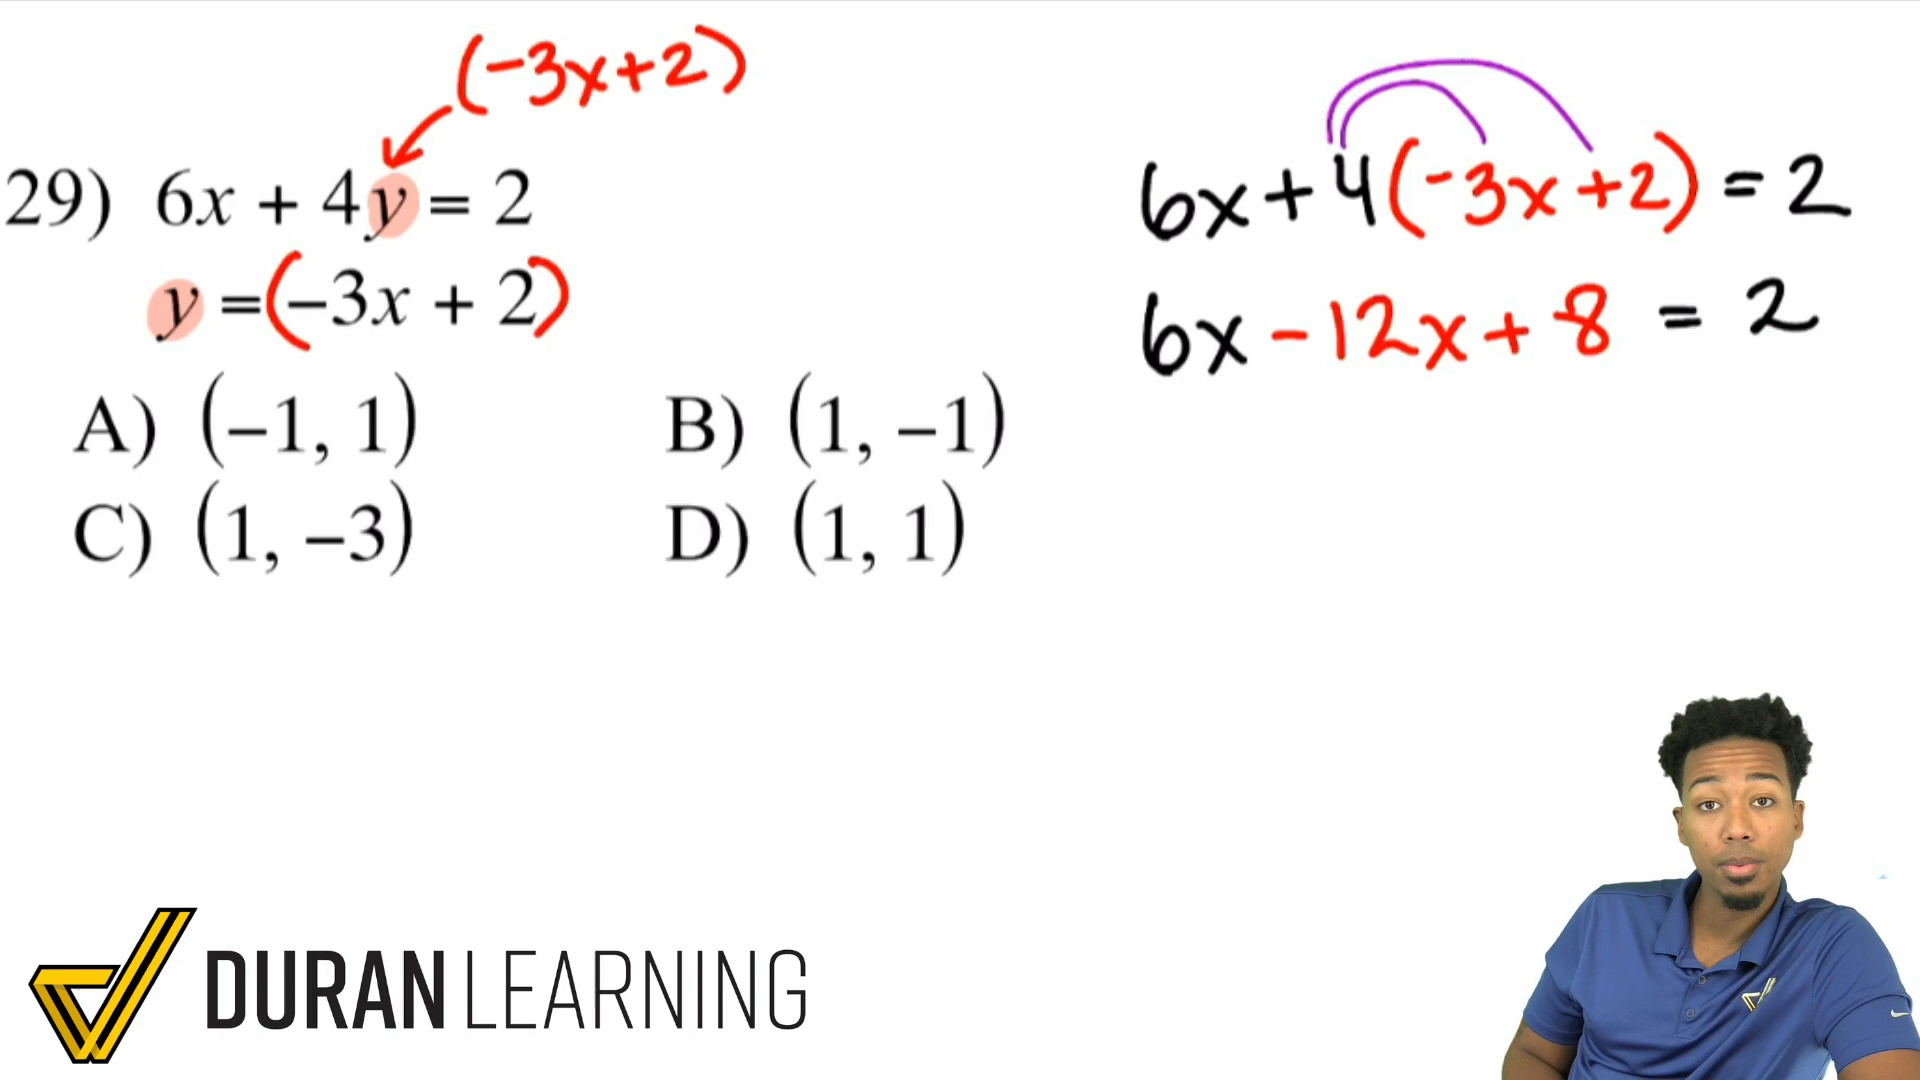 (-3x+2)
29) 6x + 4y = 2
y =(−3x + 2)
A) (−1, 1) B) (1, −1)
C) (1, −3) D) (1, 1)
6x+4(-3x+2) = 2
6x-12x+8 = 2
DURAN LEARNING